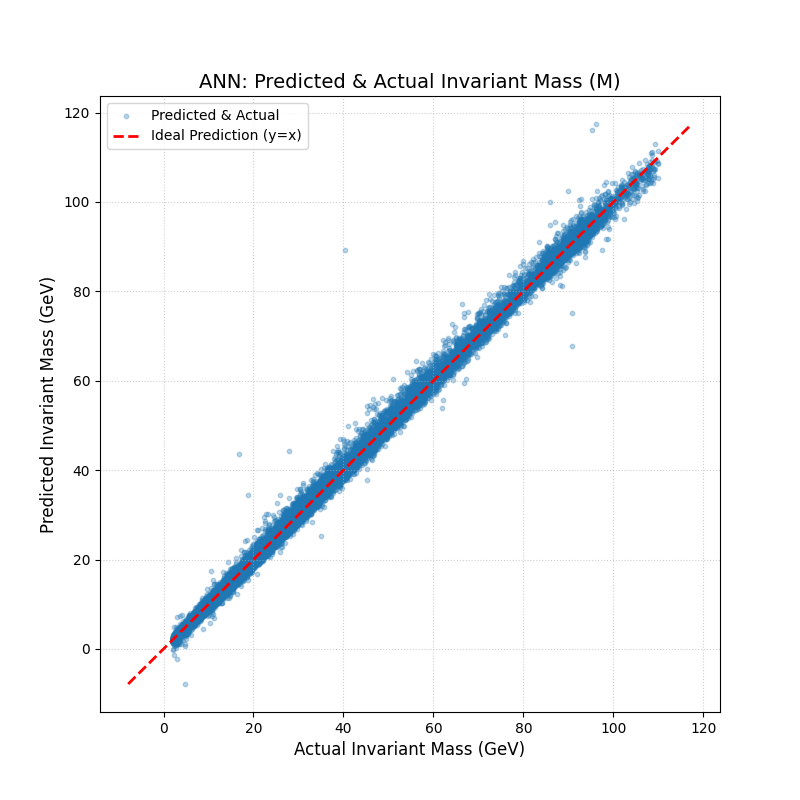 ANN: Predicted & Actual Invariant Mass (M)
Predicted & Actual
Ideal Prediction (y=x)
Predicted Invariant Mass (GeV)
120
100
80
60
40
20
0
0 20 40 60 80 100 120
Actual Invariant Mass (GeV)